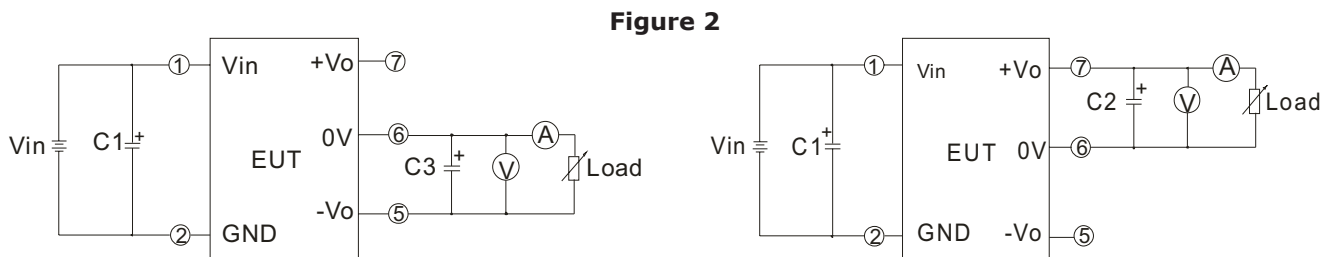 Figure 2
1 Vin +Vo 7
Vin C1 + EUT 0V 6 C3 + V A Load
2 GND -Vo 5
1 Vin +Vo 7 C2 + V A Load
Vin C1 + EUT 0V 6
2 GND -Vo 5